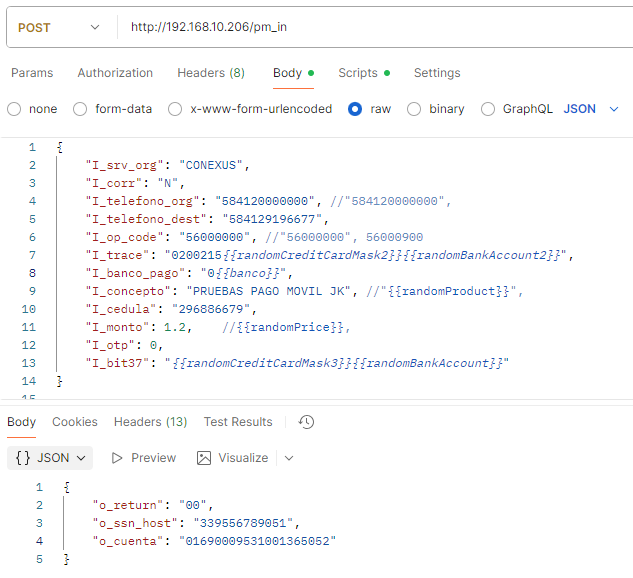 POST http://192.168.10.206/pm_in
Params Authorization Headers (8) Body Scripts Settings
none form-data x-www-form-urlencoded raw binary GraphQL JSON
1 {
2 "I_srv_org": "CONEXUS",
3 "I_corr": "N",
4 "I_telefono_org": "584120000000", //"584120000000",
5 "I_telefono_dest": "584129196677",
6 "I_op_code": "56000000", //"56000000", 56000900
7 "I_trace": "0200215{{randomCreditCardMask2}}{{randomBankAccount2}}",
8 "I_banco_pago": "0{{banco}}",
9 "I_concepto": "PRUEBAS PAGO MOVIL JK", //"{{randomProduct}}",
10 "I_cedula": "296886679",
11 "I_monto": 1.2, //{{randomPrice}},
12 "I_otp": 0,
13 "I_bit37": "{{randomCreditCardMask3}}{{randomBankAccount}}"
14 }
15
Body Cookies Headers (13) Test Results
{} JSON Preview Visualize
1 {
2 "o_return": "00",
3 "o_ssn_host": "339556789051",
4 "o_cuenta": "01690009531001365052"
5 }